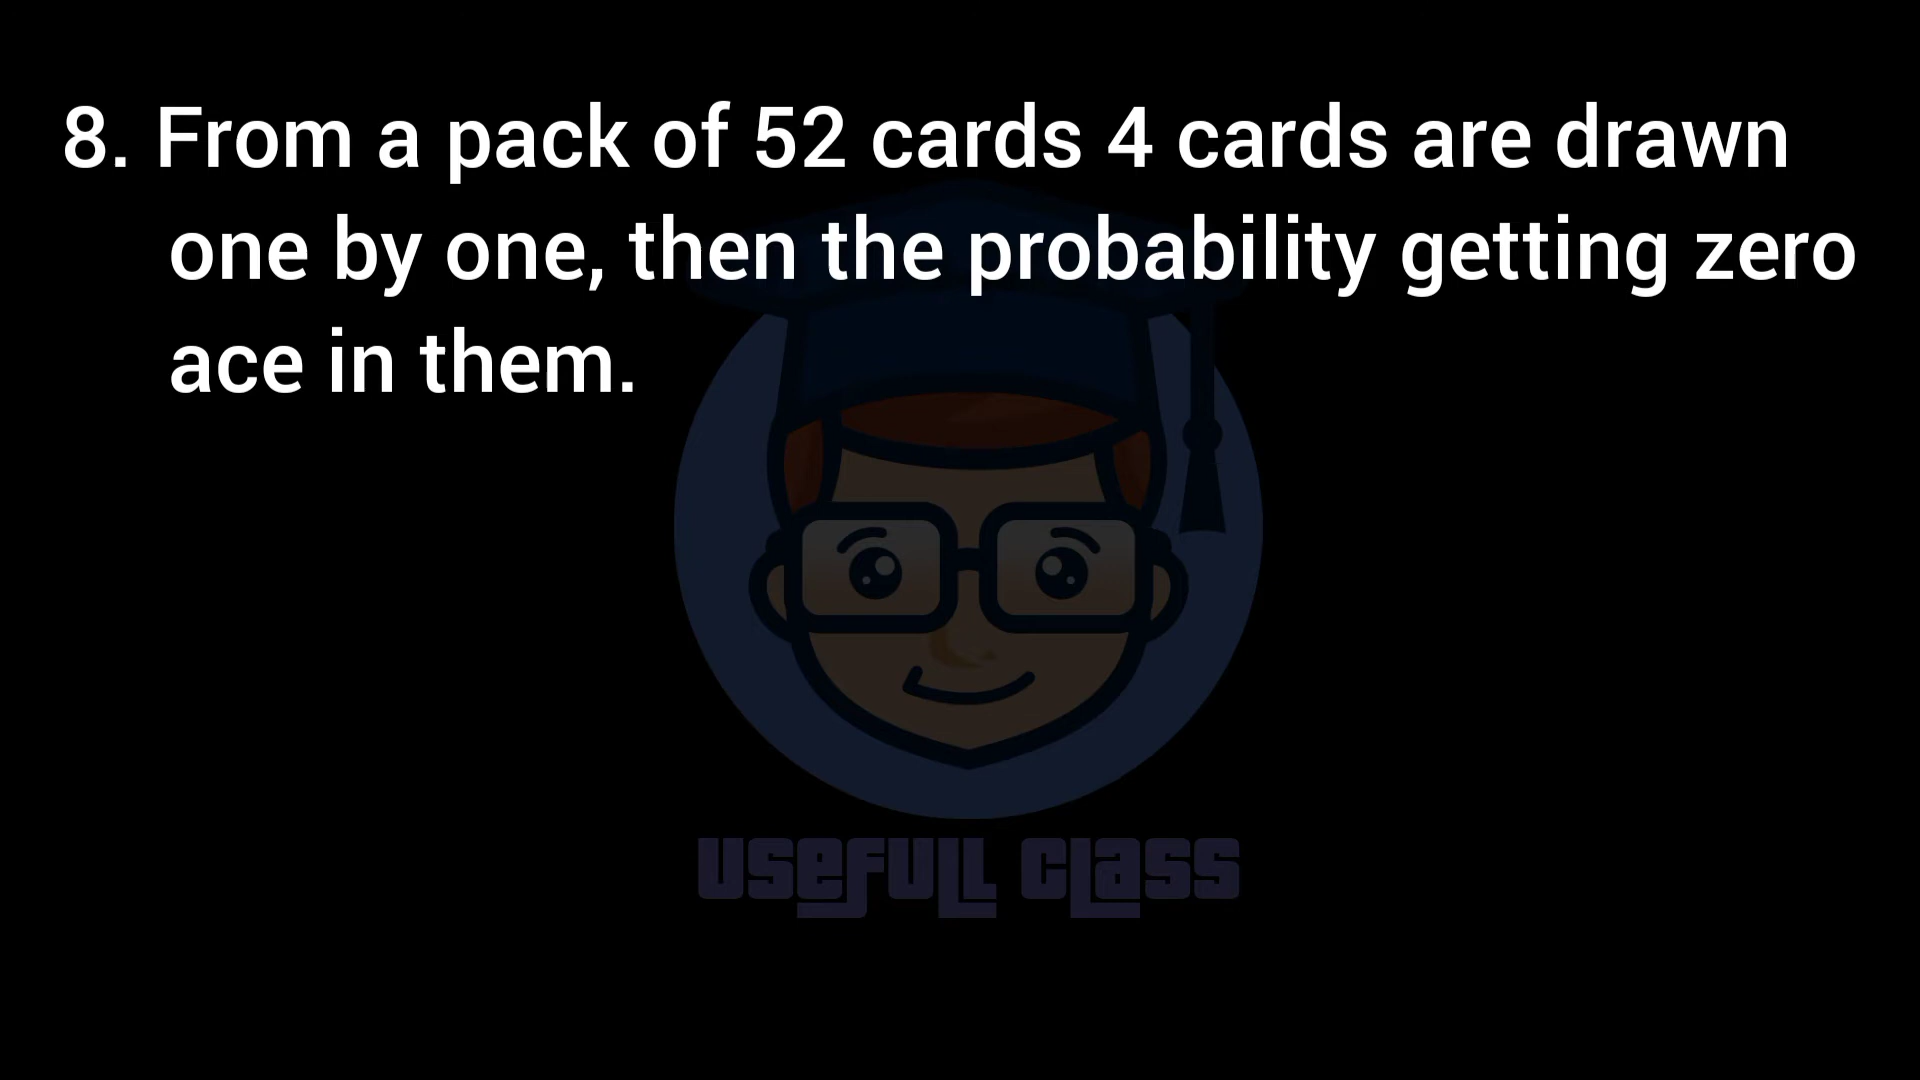 8. From a pack of 52 cards 4 cards are drawn
one by one, then the probability getting zero
ace in them.
USEFULL CLASS